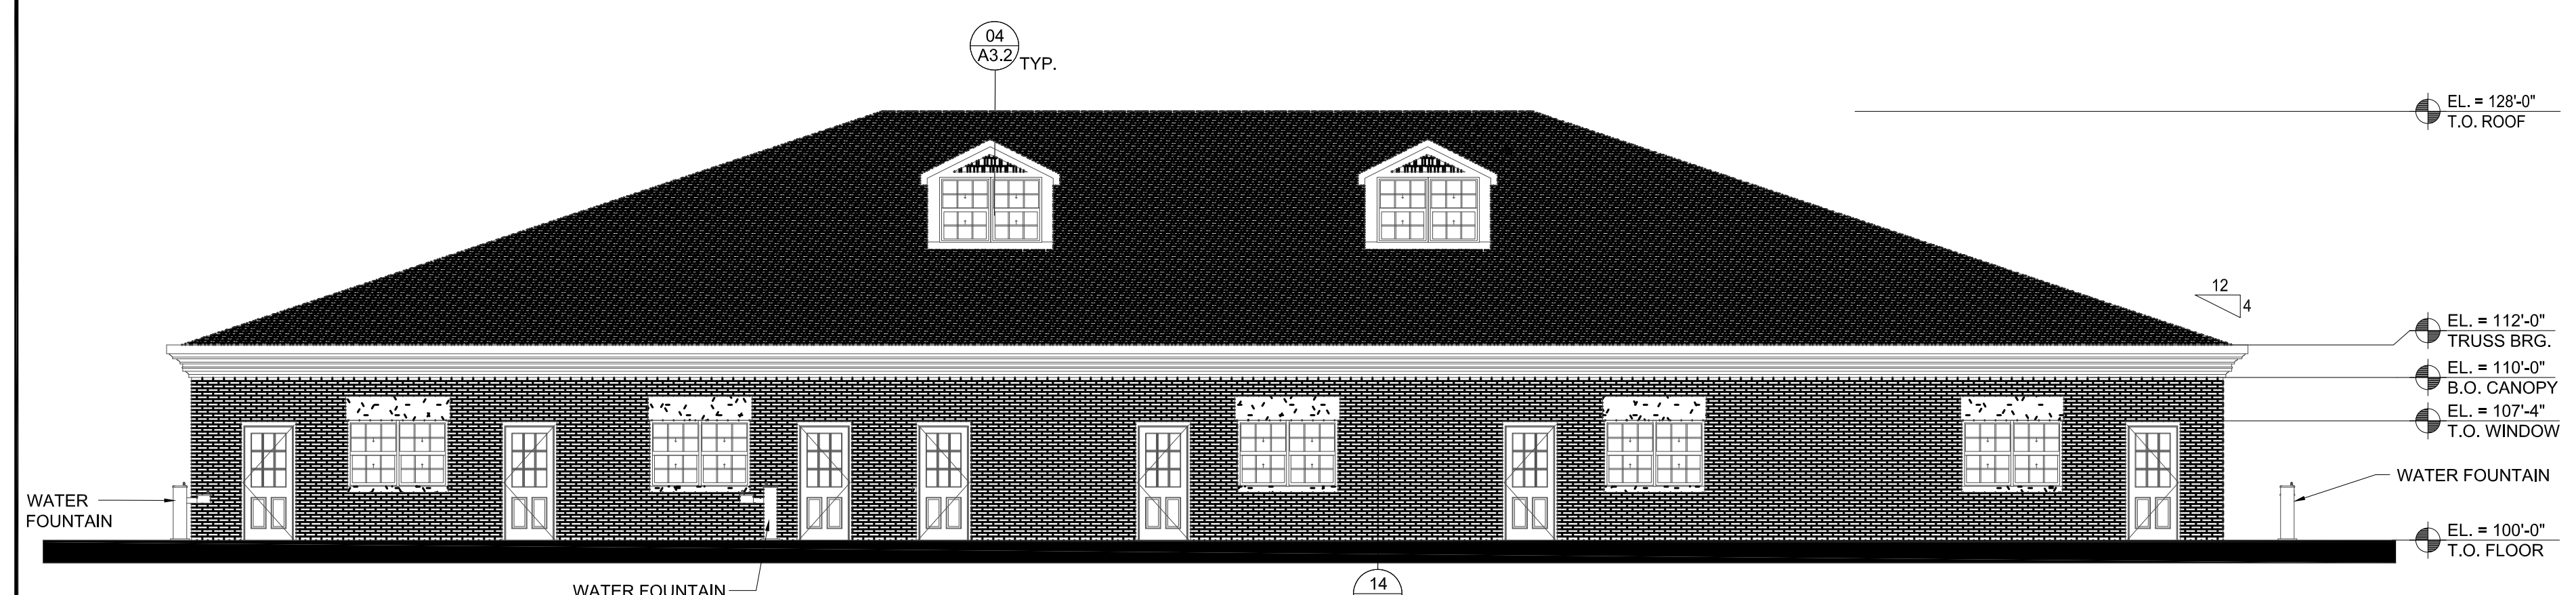 04
A3.2
TYP.
EL. = 128'-0"
T.O. ROOF
12
4
EL. = 112'-0"
TRUSS BRG.
EL. = 110'-0"
B.O. CANOPY
EL. = 107'-4"
T.O. WINDOW
WATER
FOUNTAIN
WATER FOUNTAIN
EL. = 100'-0"
T.O. FLOOR
WATER FOUNTAIN
14